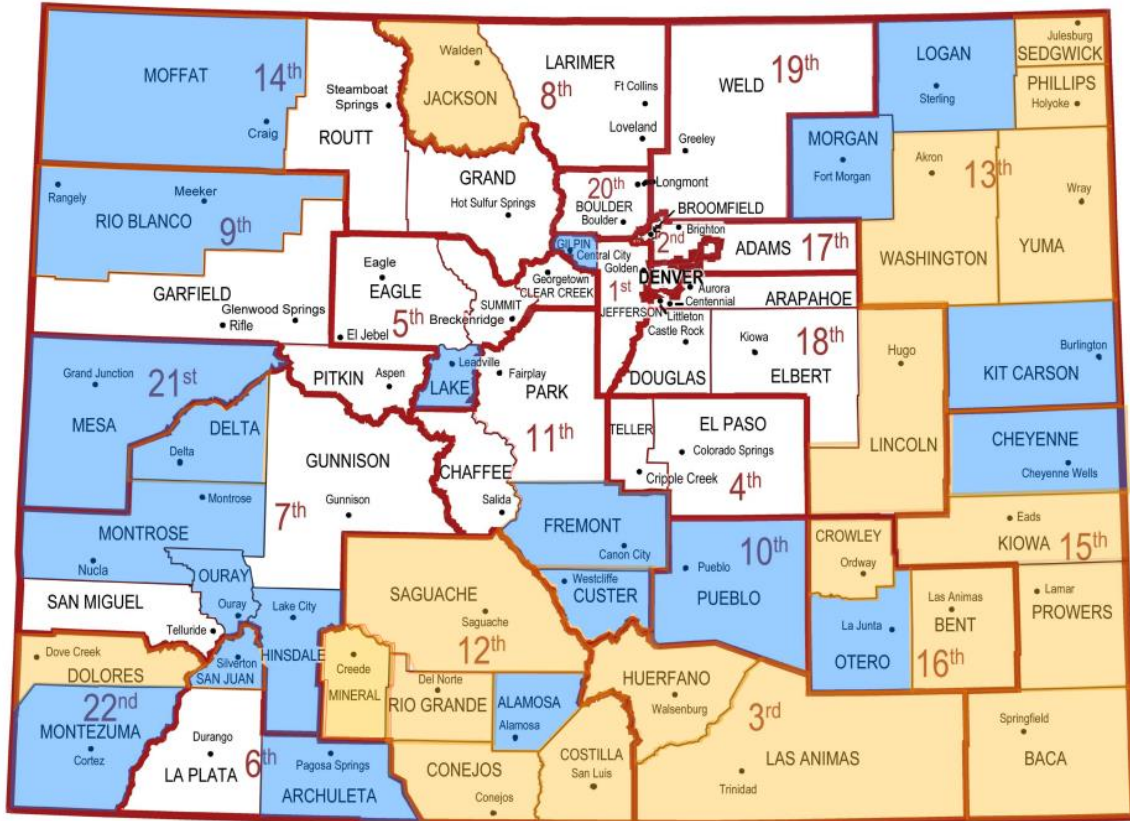 Julesburg
SEDGWICK
LOGAN
19th
LARIMER
Walden
MOFFAT
14th
WELD
PHILLIPS
Holyoke
Steamboat
Springs
8th
Ft Collins
Sterling
JACKSON
Craig
ROUTT
Loveland
Greeley
MORGAN
Fort Morgan
Akron
13th
Rangely
Meeker
GRAND
20th
Longmont
Wray
RIO BLANCO
9th
Hot Sulfur Springs
BOULDER
Boulder
BROOMFIELD
Brighton
2nd
ADAMS
17th
WASHINGTON
YUMA
GILPIN
Central City
Golden
Eagle
EAGLE
Georgetown
CLEAR CREEK
1st
DENVER
Aurora
ARAPAHOE
GARFIELD
Glenwood Springs
Rifle
5th
SUMMIT
Breckenridge
JEFFERSON
Centennial
Littleton
Castle Rock
El Jebel
Kiowa
18th
Hugo
Burlington
21st
Grand Junction
Leadville
LAKE
Fairplay
PITKIN
Aspen
PARK
DOUGLAS
ELBERT
KIT CARSON
MESA
DELTA
Delta
11th
TELLER
EL PASO
Colorado Springs
LINCOLN
CHEYENNE
Cheyenne Wells
GUNNISON
CHAFFEE
Cripple Creek
4th
Montrose
7th
Gunnison
Salida
MONTROSE
FREMONT
Canon City
10th
CROWLEY
Ordway
Eads
KIOWA
15th
Nucla
OURAY
Ouray
Westcliffe
CUSTER
Pueblo
PUEBLO
SAN MIGUEL
Telluride
Lake City
HINSDALE
SAGUACHE
Saguache
12th
La Junta
OTERO
Las Animas
BENT
16th
Lamar
PROWERS
Dove Creek
DOLORES
Silverton
SAN JUAN
Creede
MINERAL
Del Norte
RIO GRANDE
ALAMOSA
Alamosa
HUERFANO
Walsenburg
3rd
22nd
MONTEZUMA
Cortez
Durango
LA PLATA
6th
Pagosa Springs
ARCHULETA
CONEJOS
Conejos
COSTILLA
San Luis
LAS ANIMAS
Trinidad
Springfield
BACA